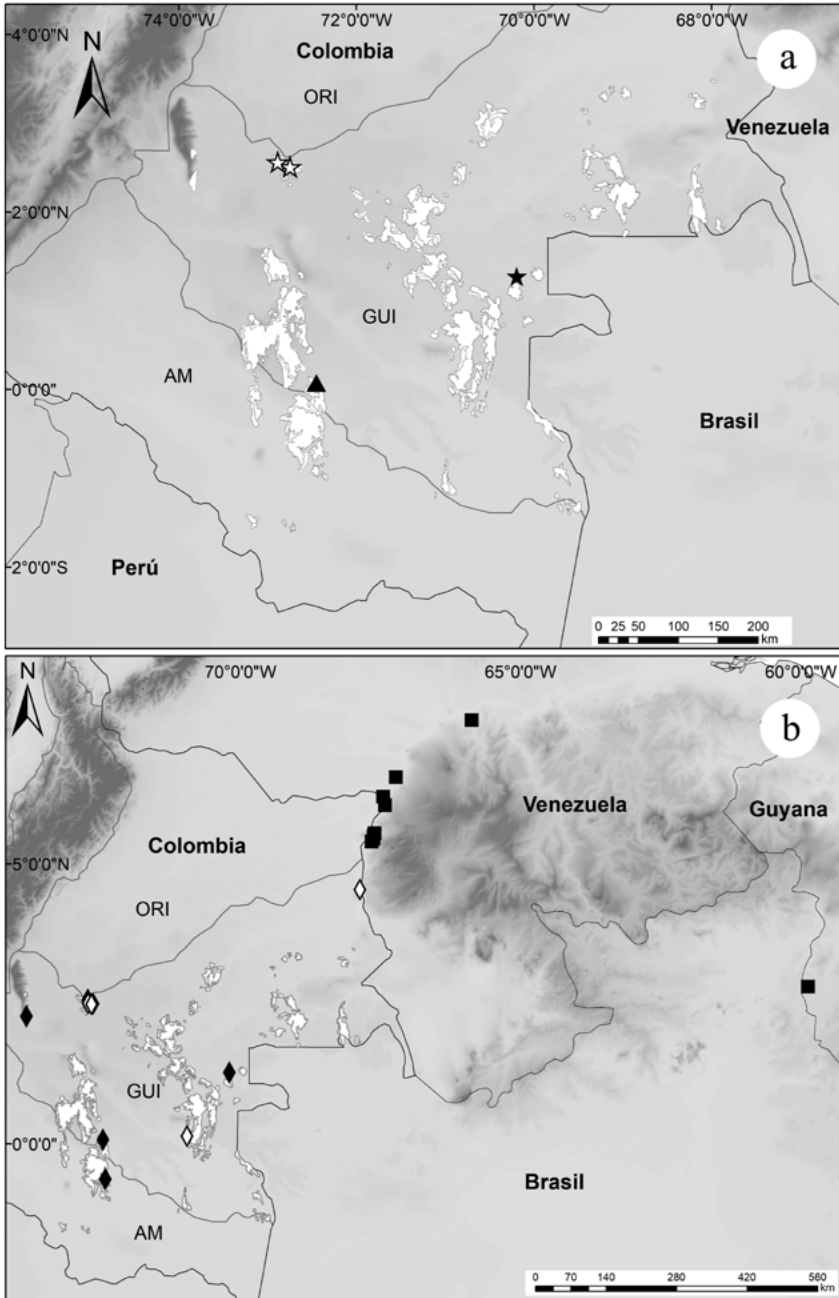 74°0'0"W 72°0'0"W 70°0'0"W 68°0'0"W
4°0'0"N
N
Colombia
a
ORI
Venezuela
2°0'0"N
GUI
AM
0°0'0"
Brasil
2°0'0"S
Perú
0 25 50 100 150 200
km
N
70°0'0"W 65°0'0"W 60°0'0"W
b
Venezuela
Guyana
Colombia
5°0'0"N
ORI
GUI
0°0'0"
Brasil
AM
0 70 140 280 420 560
km